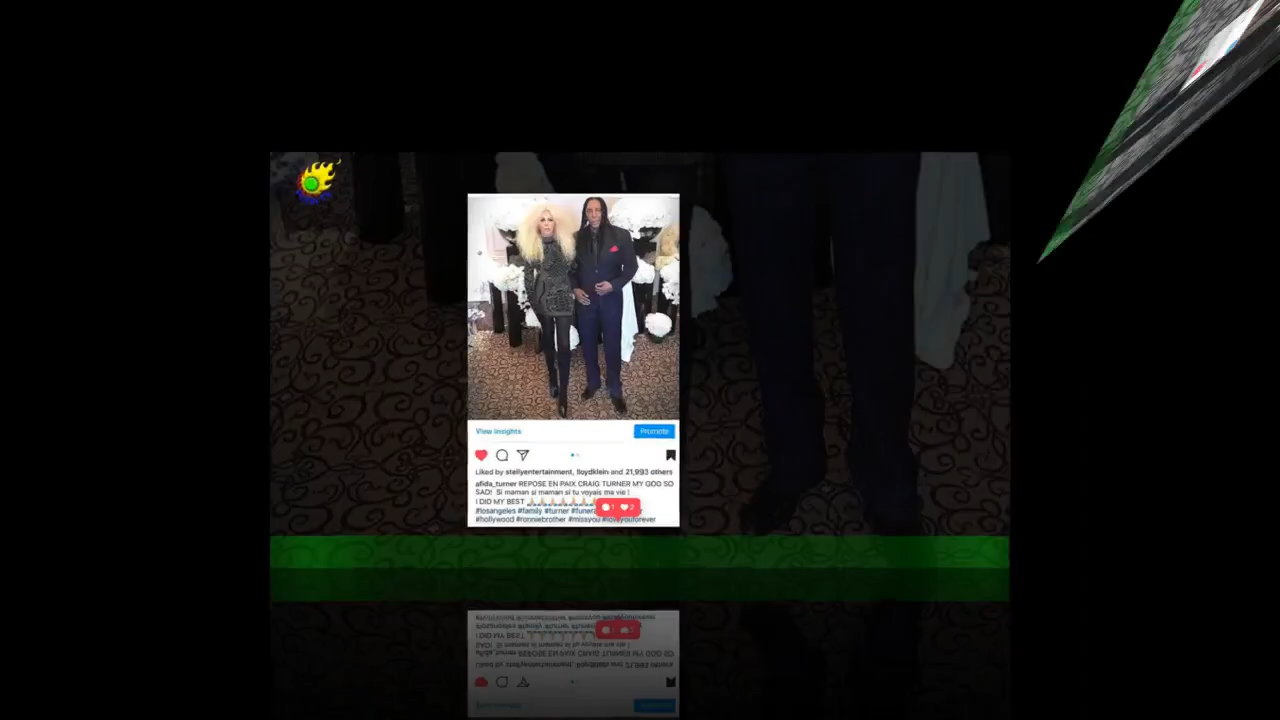 View Insights
Promote
Liked by stellyentertainment, lloydklein and 21,993 others
afida_turner REPOSE EN PAIX CRAIG TURNER MY GOD SO
SAD! Si maman si maman si tu voyais ma vie !
I DID MY BEST
1 2
#losangeles #family #turner
#hollywood #ronniebrother #missyou #loveyouforever